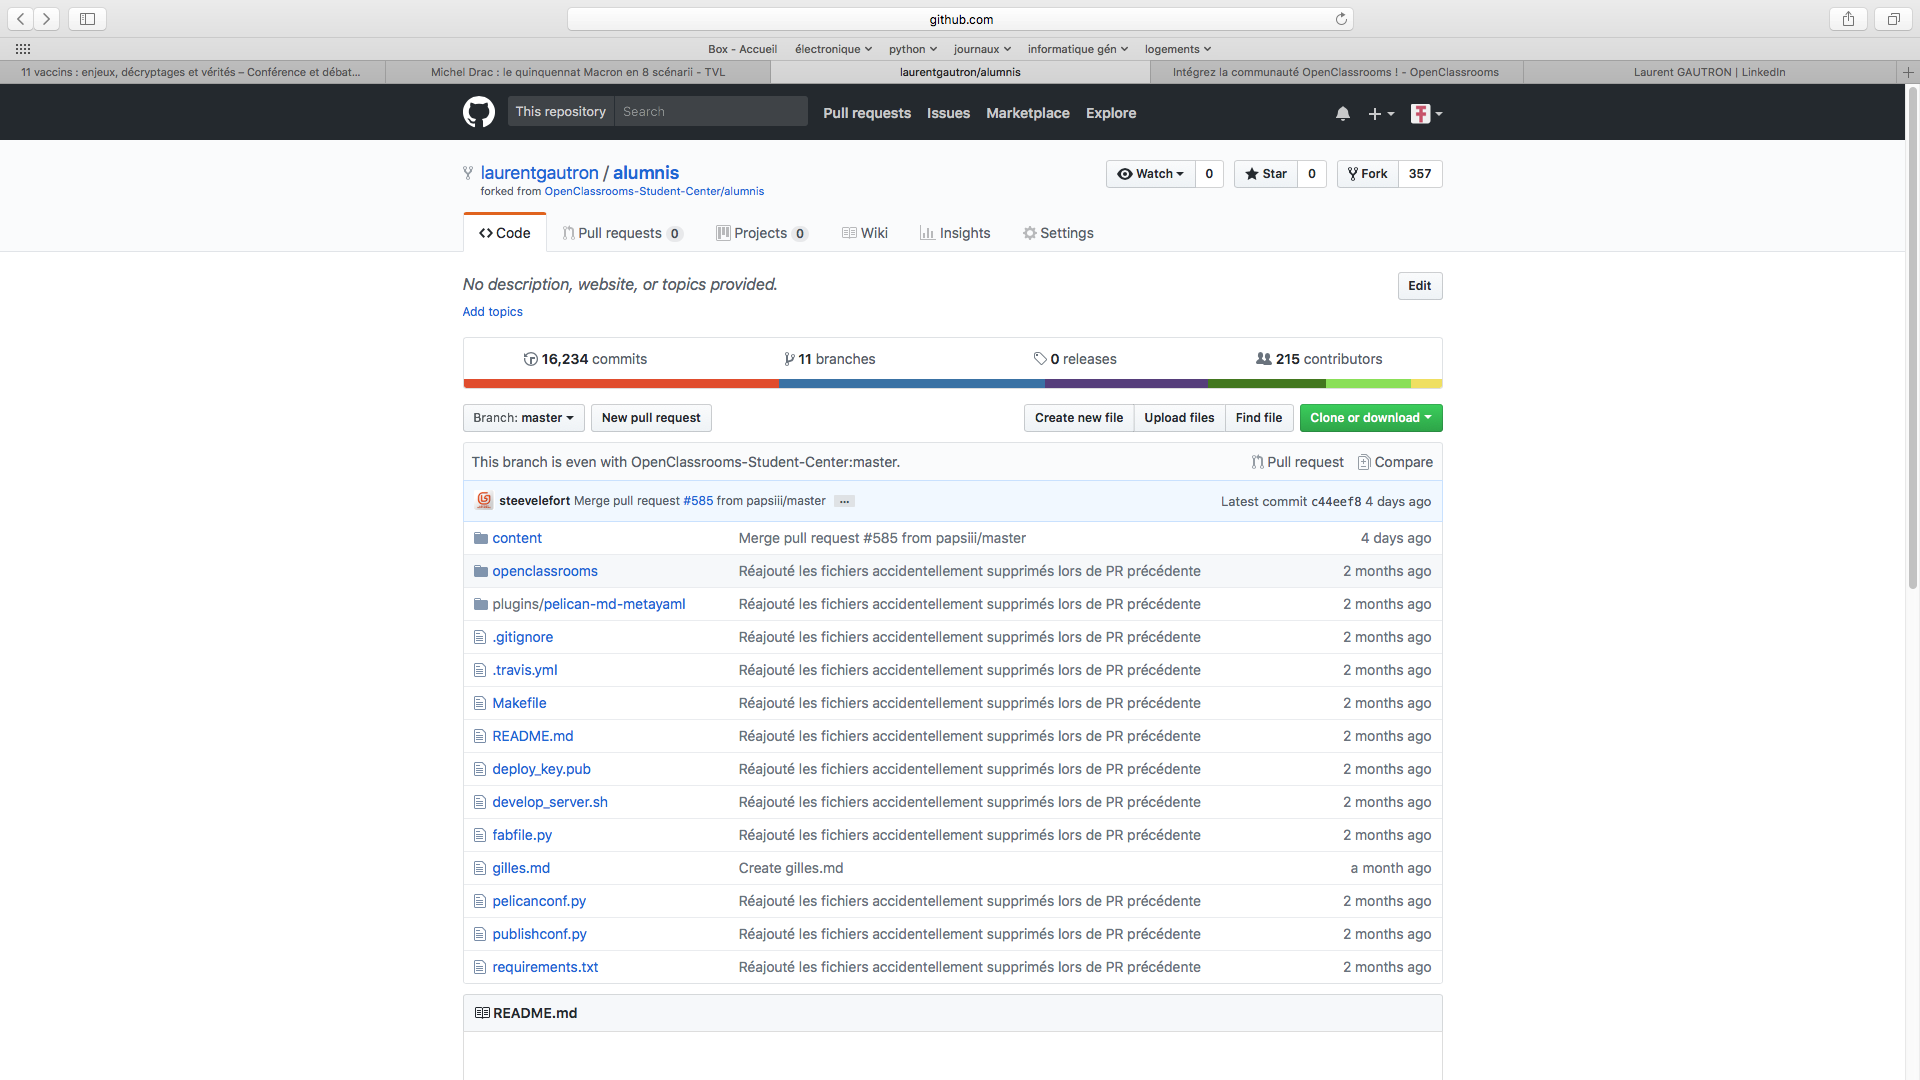 github.com
Box - Accueil électronique python journaux informatique gén logements
11 vaccins : enjeux, décryptages et vérités – Conférence et débat... Michel Drac : le quinquennat Macron en 8 scénarii - TVL laurentgautron/alumnis Intégrez la communauté OpenClassrooms ! - OpenClassrooms Laurent GAUTRON | LinkedIn
This repository Search Pull requests Issues Marketplace Explore
laurentgautron / alumnis Watch 0 Star 0 Fork 357
forked from OpenClassrooms-Student-Center/alumnis
Code Pull requests 0 Projects 0 Wiki Insights Settings
No description, website, or topics provided. Edit
Add topics
16,234 commits 11 branches 0 releases 215 contributors
Branch: master New pull request Create new file Upload files Find file Clone or download
This branch is even with OpenClassrooms-Student-Center:master. Pull request Compare
steevelefort Merge pull request #585 from papsiii/master ... Latest commit c44eef8 4 days ago
content Merge pull request #585 from papsiii/master 4 days ago
openclassrooms Réajouté les fichiers accidentellement supprimés lors de PR précédente 2 months ago
plugins/pelican-md-metayaml Réajouté les fichiers accidentellement supprimés lors de PR précédente 2 months ago
.gitignore Réajouté les fichiers accidentellement supprimés lors de PR précédente 2 months ago
.travis.yml Réajouté les fichiers accidentellement supprimés lors de PR précédente 2 months ago
Makefile Réajouté les fichiers accidentellement supprimés lors de PR précédente 2 months ago
README.md Réajouté les fichiers accidentellement supprimés lors de PR précédente 2 months ago
deploy_key.pub Réajouté les fichiers accidentellement supprimés lors de PR précédente 2 months ago
develop_server.sh Réajouté les fichiers accidentellement supprimés lors de PR précédente 2 months ago
fabfile.py Réajouté les fichiers accidentellement supprimés lors de PR précédente 2 months ago
gilles.md Create gilles.md a month ago
pelicanconf.py Réajouté les fichiers accidentellement supprimés lors de PR précédente 2 months ago
publishconf.py Réajouté les fichiers accidentellement supprimés lors de PR précédente 2 months ago
requirements.txt Réajouté les fichiers accidentellement supprimés lors de PR précédente 2 months ago
README.md